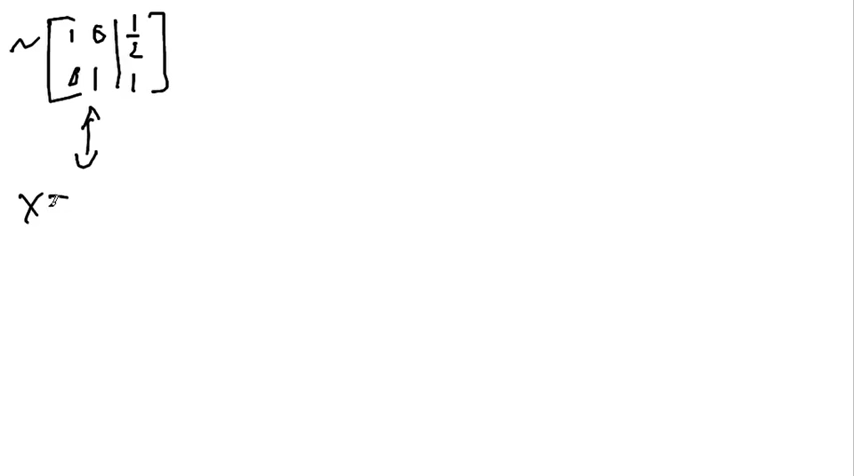 ~ [ 1 0 | 1/2
0 1 | 1 ]
↕
x =